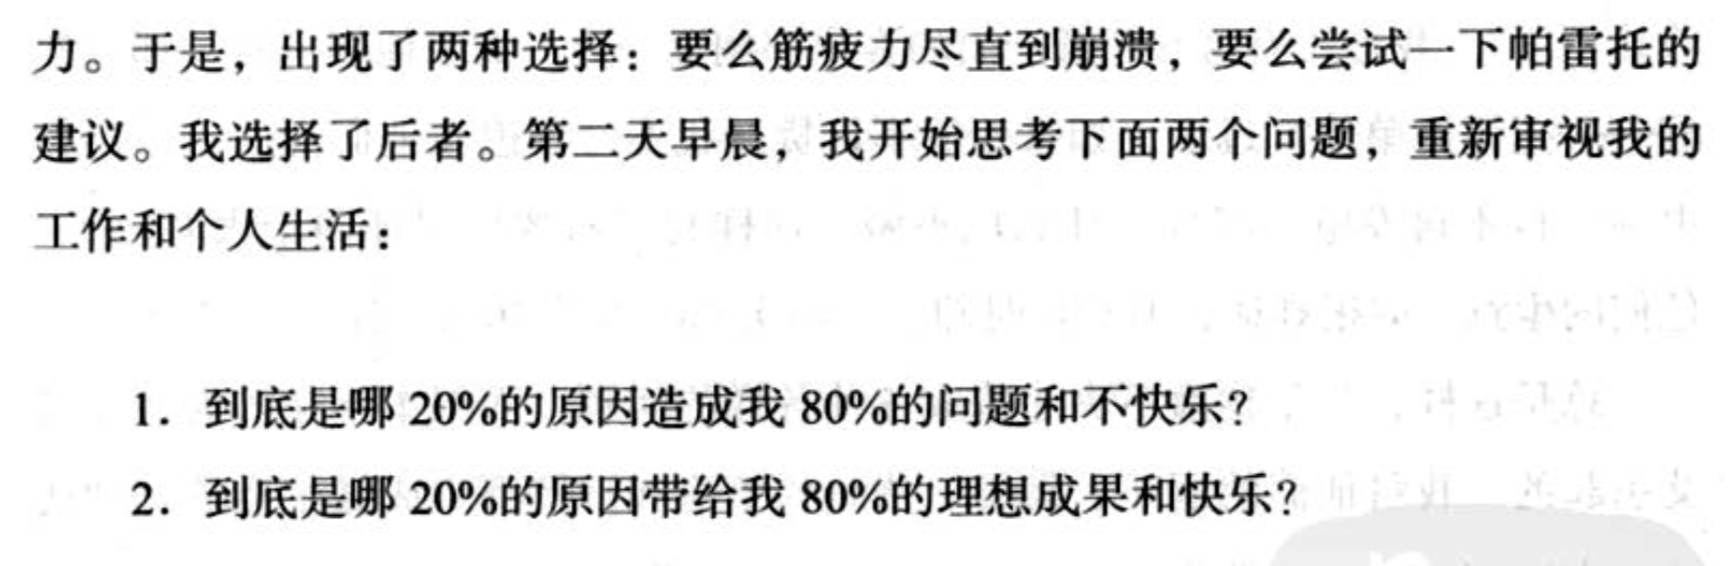 力。于是，出现了两种选择：要么筋疲力尽直到崩溃，要么尝试一下帕雷托的
建议。我选择了后者。第二天早晨，我开始思考下面两个问题，重新审视我的
工作和个人生活：
1．到底是哪 20%的原因造成我 80%的问题和不快乐？
2．到底是哪 20%的原因带给我 80%的理想成果和快乐？